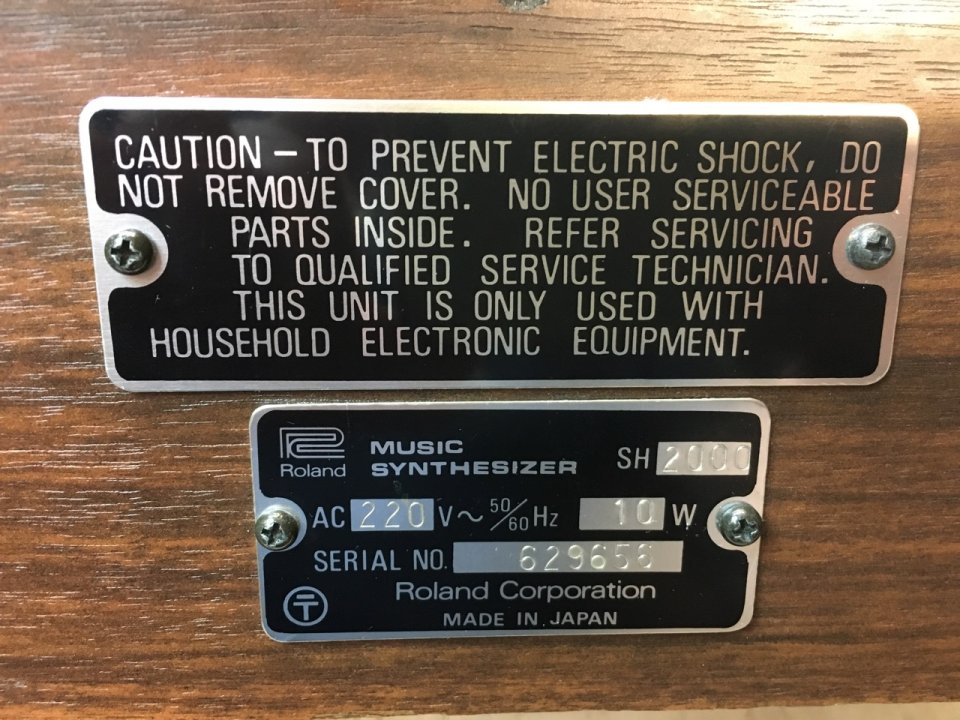 CAUTION – TO PREVENT ELECTRIC SHOCK, DO
NOT REMOVE COVER. NO USER SERVICEABLE
PARTS INSIDE. REFER SERVICING
TO QUALIFIED SERVICE TECHNICIAN.
THIS UNIT IS ONLY USED WITH
HOUSEHOLD ELECTRONIC EQUIPMENT.
Roland MUSIC SYNTHESIZER SH 2000
AC 220 V~ 50/60 Hz 10 W
SERIAL NO. 629656
Roland Corporation
MADE IN JAPAN